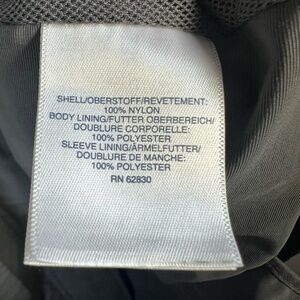 SHELL/OBERSTOFF/REVETEMENT:
100% NYLON
BODY LINING/FUTTER OBERBEREICH/
DOUBLURE CORPORELLE:
100% POLYESTER
SLEEVE LINING/ÄRMELFUTTER/
DOUBLURE DE MANCHE:
100% POLYESTER
RN 62830